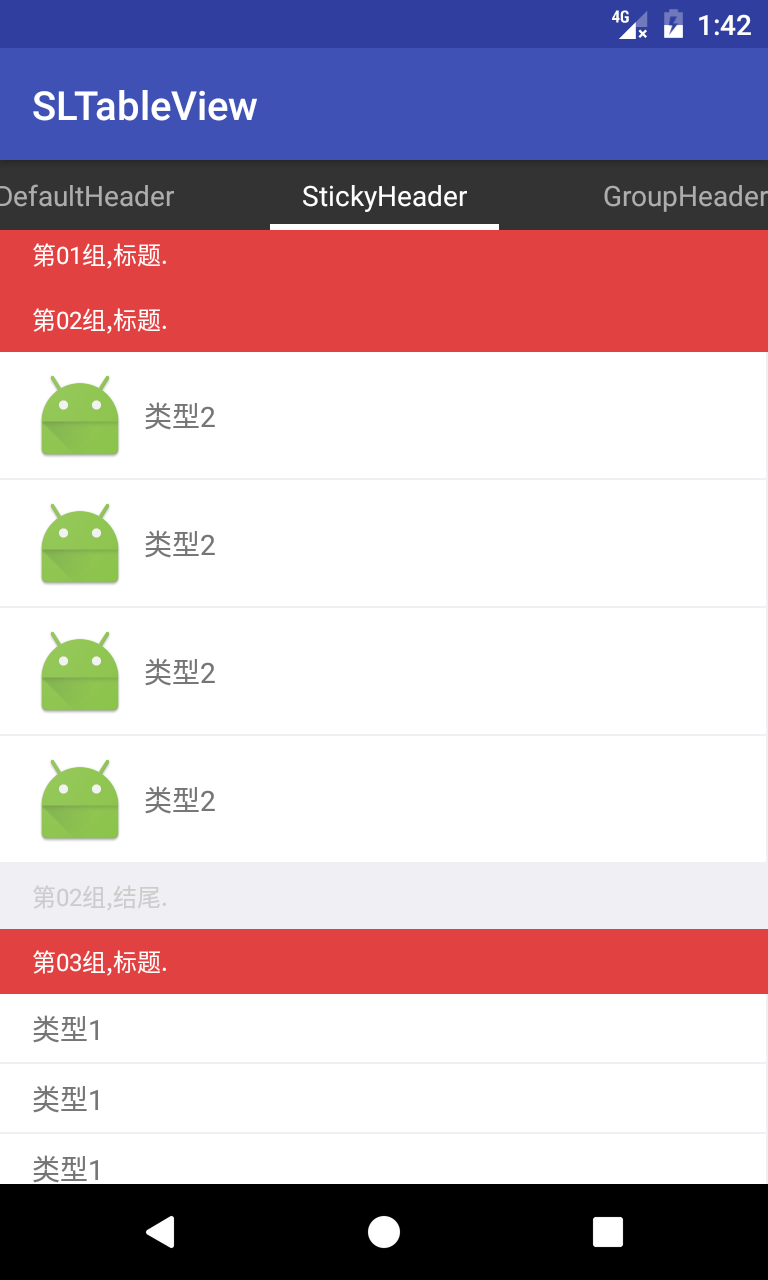 4G 1:42
SLTableView
DefaultHeader StickyHeader GroupHeader
第01组,标题.
第02组,标题.
类型2
类型2
类型2
类型2
第02组,结尾.
第03组,标题.
类型1
类型1
类型1